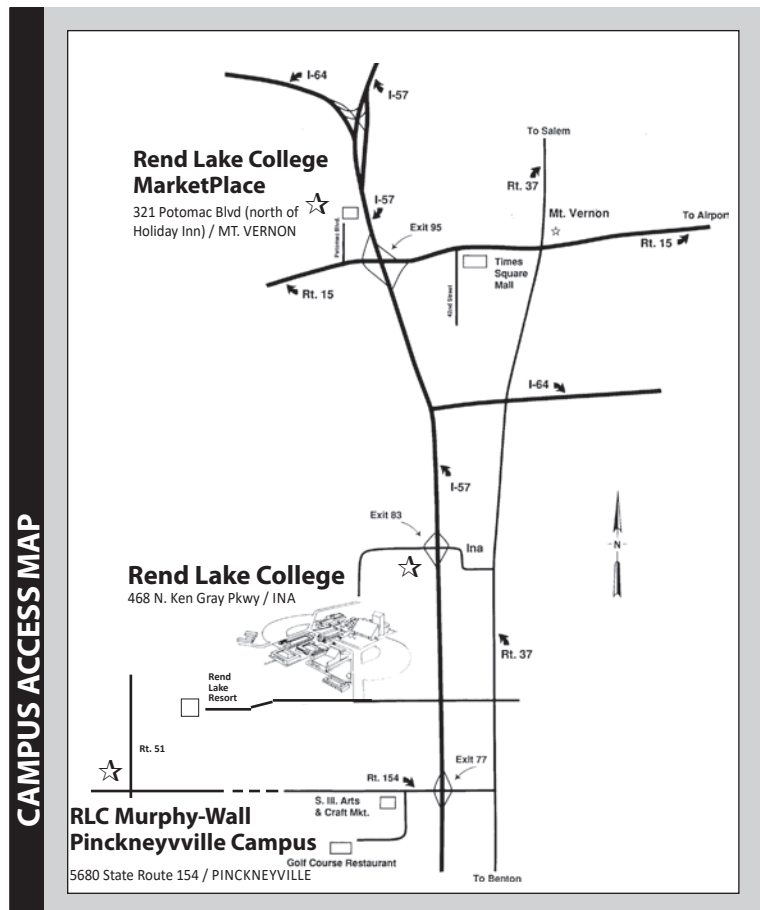 CAMPUS ACCESS MAP
I-64
I-57
To Salem
Rend Lake College
MarketPlace
321 Potomac Blvd (north of
Holiday Inn) / MT. VERNON
Rt. 37
I-57
Mt. Vernon
To Airport
Exit 95
Potomac Blvd.
Rt. 15
Times
Square
Mall
42nd Street
Rt. 15
I-64
I-57
Exit 83
Ina
N
Rend Lake College
468 N. Ken Gray Pkwy / INA
Rt. 37
Rend
Lake
Resort
Rt. 51
Exit 77
Rt. 154
S. Ill. Arts
& Craft Mkt.
RLC Murphy-Wall
Pinckneyvville Campus
Golf Course Restaurant
5680 State Route 154 / PINCKNEYVILLE
To Benton